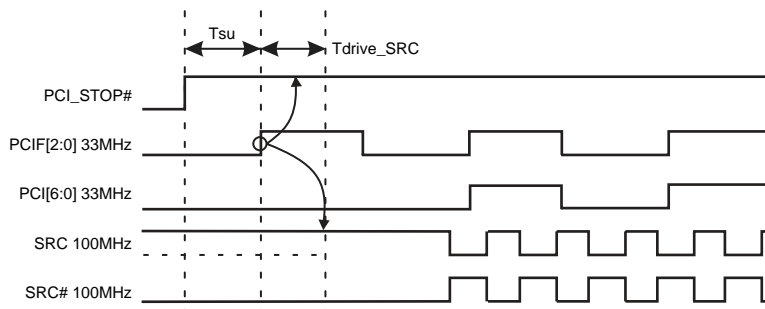 Tsu
Tdrive_SRC
PCI_STOP#
PCIF[2:0] 33MHz
PCI[6:0] 33MHz
SRC 100MHz
SRC# 100MHz